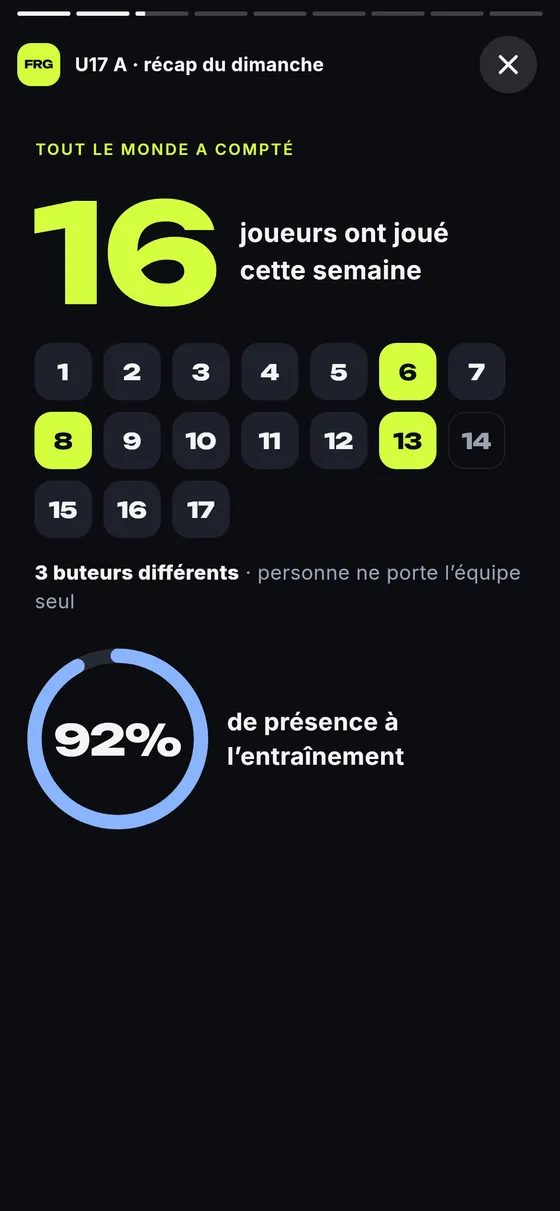 FRG
U17 A · récap du dimanche
TOUT LE MONDE A COMPTÉ
16
joueurs ont joué
cette semaine
1 2 3 4 5 6 7
8 9 10 11 12 13 14
15 16 17
3 buteurs différents · personne ne porte l’équipe
seul
92%
de présence à
l’entraînement